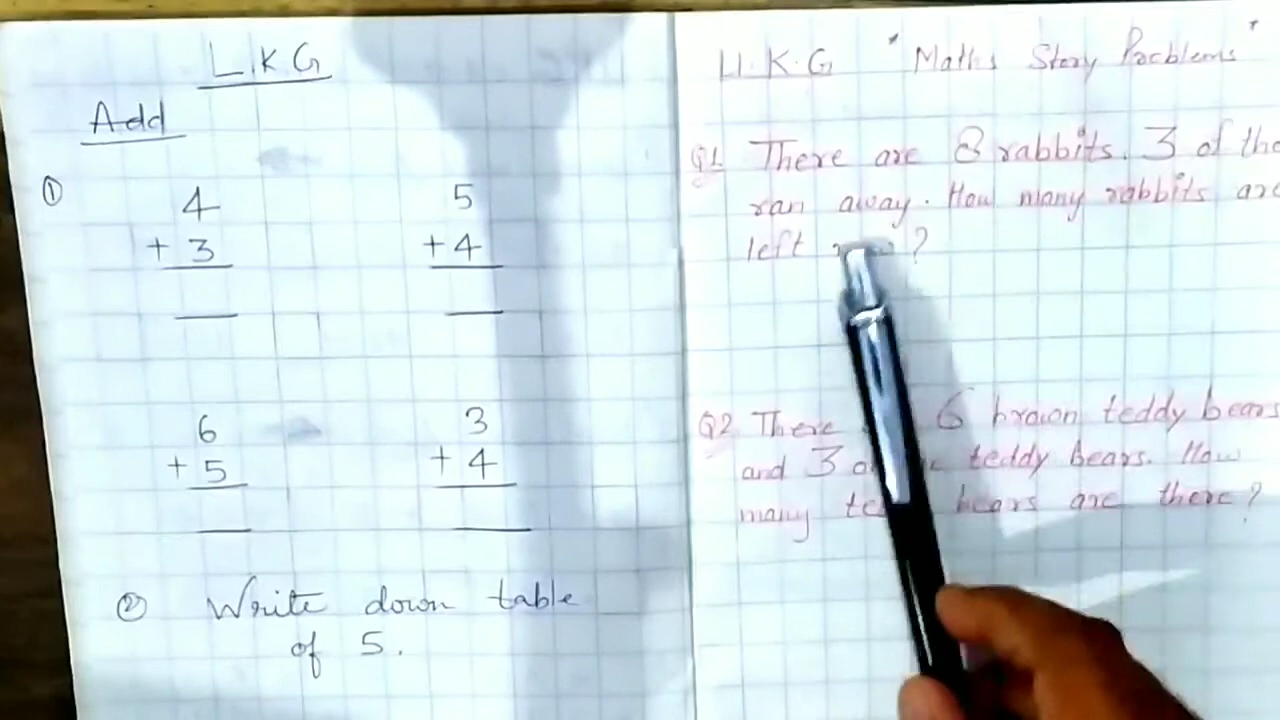 L.K.G
Add
① 4 5
+ 3 + 4
6 3
+ 5 + 4
② Write down table
of 5.
U.K.G "Maths Story Problems"
Q1 There are 8 rabbits. 3 of the
ran away. How many rabbits are
left ?
Q2 There 6 brown teddy bears
and 3 teddy bears. How
many bears are there?